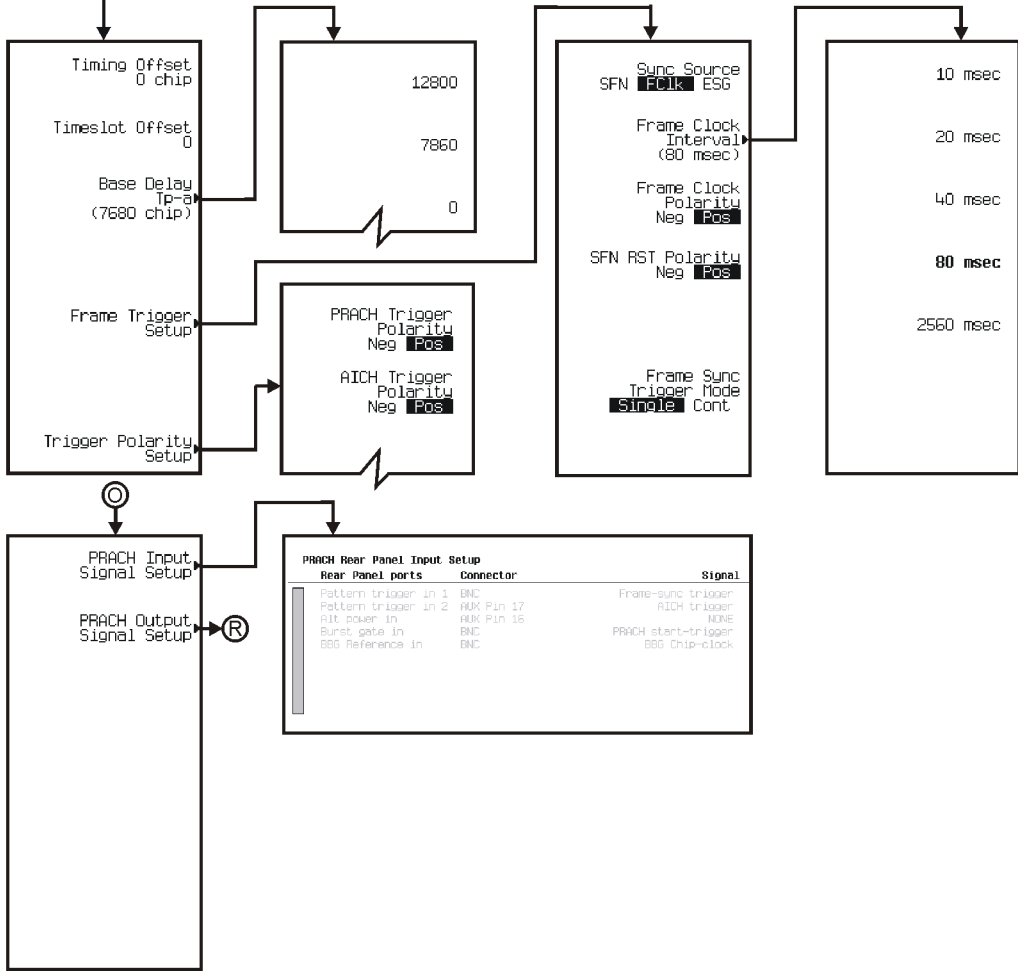 Timing Offset
0 chip
Timeslot Offset
0
Base Delay
Tp-a
(7680 chip)
Frame Trigger
Setup
Trigger Polarity
Setup
12800
7860
0
PRACH Trigger
Polarity
Neg Pos
AICH Trigger
Polarity
Neg Pos
Sync Source
SFN FClk ESG
Frame Clock
Interval
(80 msec)
Frame Clock
Polarity
Neg Pos
SFN RST Polarity
Neg Pos
Frame Sync
Trigger Mode
Single Cont
10 msec
20 msec
40 msec
80 msec
2560 msec
O
PRACH Input
Signal Setup
PRACH Output
Signal Setup
R
PRACH Rear Panel Input Setup
Rear Panel ports Connector Signal
Pattern trigger in 1 BNC Frame-sync trigger
Pattern trigger in 2 AUX Pin 17 AICH trigger
Alt power in AUX Pin 16 NONE
Burst gate in BNC PRACH start-trigger
BBG Reference in BNC BBG Chip-clock